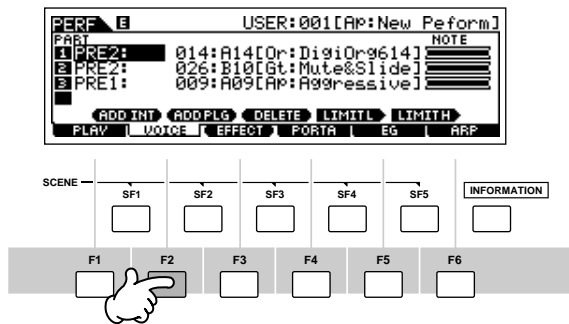 PERF E USER:001[AP:New Peform]
PART NOTE
1 PRE2: 014:A14[Or:DigiOrg614]
2 PRE2: 026:B10[Gt:Mute&Slide]
3 PRE1: 009:A09[AP:Aggressive]
ADD INT ADD PLG DELETE LIMITL LIMITH
PLAY VOICE EFFECT PORTA EG ARP
SCENE SF1 SF2 SF3 SF4 SF5 INFORMATION
F1 F2 F3 F4 F5 F6